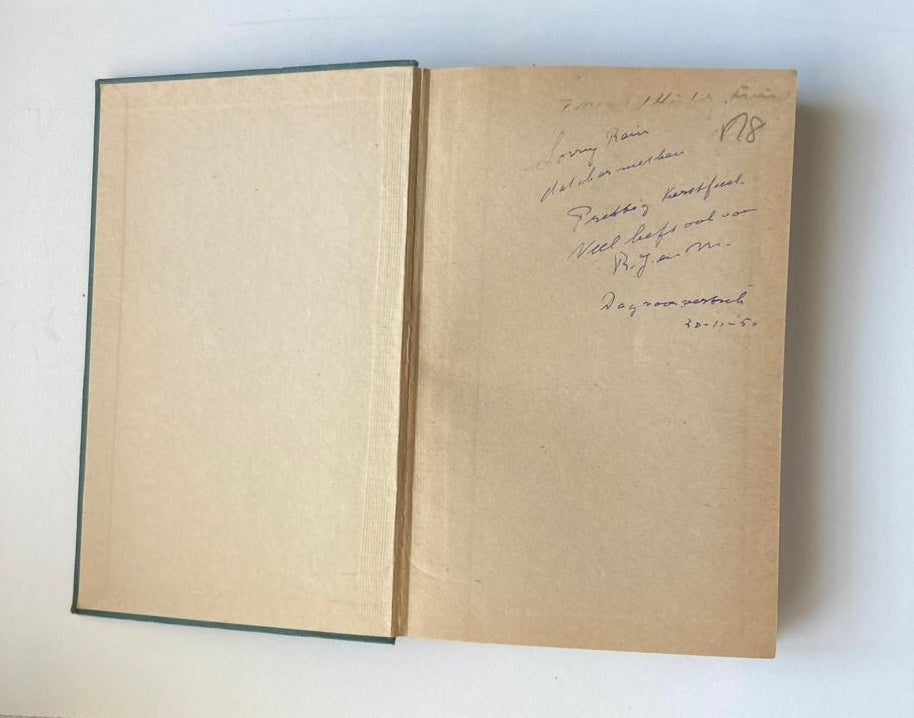 Sorry Rein
dat ik er niet ben
Prettig Kerstfeest
Veel liefs ook van
R. J. en M.
Dag voor vertrek
30-11-'50